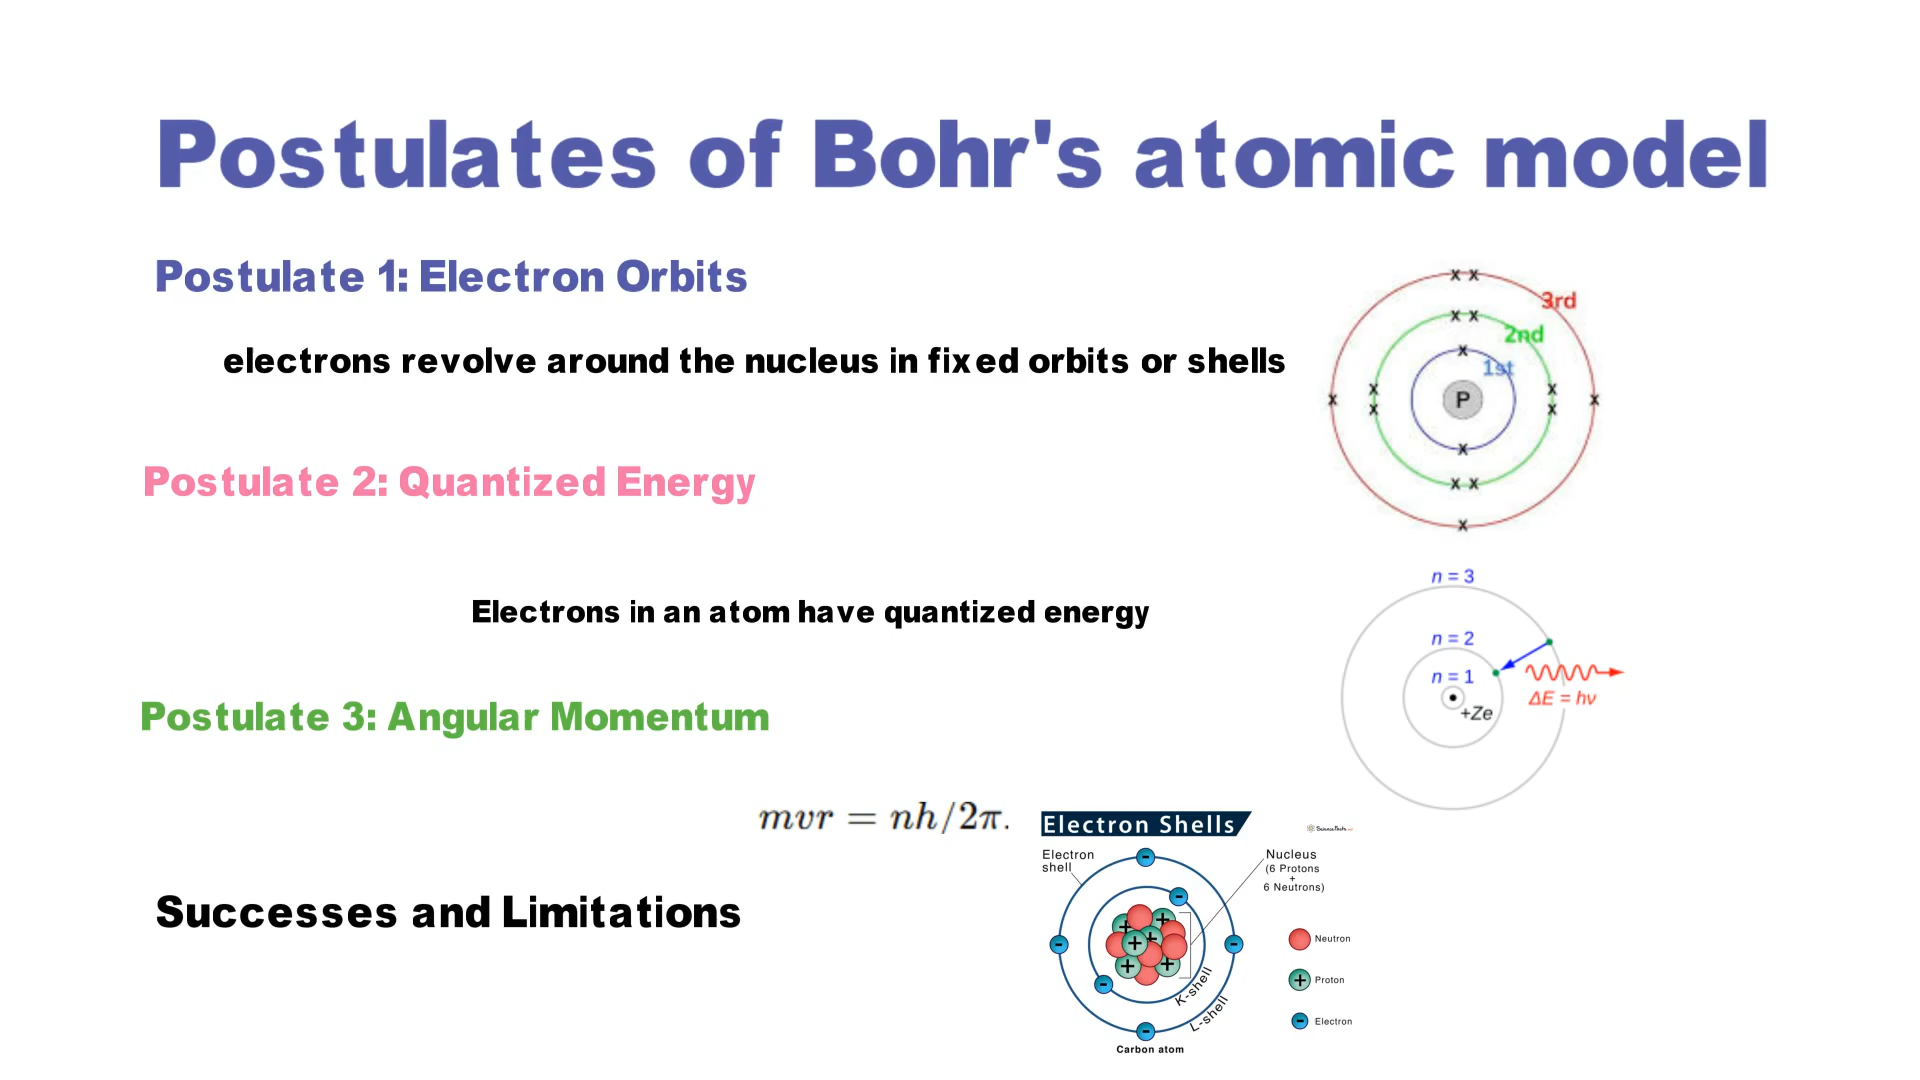 Postulates of Bohr's atomic model
Postulate 1: Electron Orbits
electrons revolve around the nucleus in fixed orbits or shells
x x
3rd
x x
2nd
x
1st
x x x x
P
x x
x
x x
x
Postulate 2: Quantized Energy
Electrons in an atom have quantized energy
n = 3
n = 2
n = 1
+Ze
ΔE = hν
Postulate 3: Angular Momentum
mvr = nh/2π.
Successes and Limitations
Electron Shells
Electron
shell
Nucleus
(6 Protons
+
6 Neutrons)
K-shell
L-shell
Neutron
Proton
Electron
Carbon atom